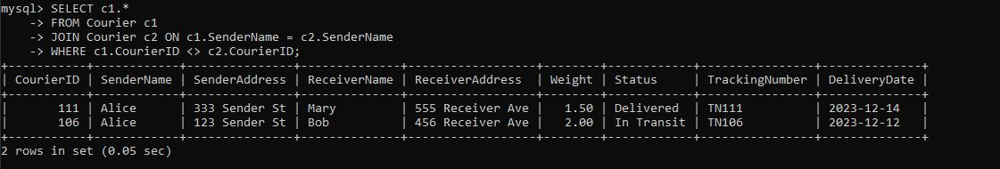 mysql> SELECT c1.*
    -> FROM Courier c1
    -> JOIN Courier c2 ON c1.SenderName = c2.SenderName
    -> WHERE c1.CourierID <> c2.CourierID;
+-----------+------------+---------------+--------------+------------------+--------+------------+----------------+--------------+
| CourierID | SenderName | SenderAddress | ReceiverName | ReceiverAddress  | Weight | Status     | TrackingNumber | DeliveryDate |
+-----------+------------+---------------+--------------+------------------+--------+------------+----------------+--------------+
|       111 | Alice      | 333 Sender St | Mary         | 555 Receiver Ave |   1.50 | Delivered  | TN111          | 2023-12-14   |
|       106 | Alice      | 123 Sender St | Bob          | 456 Receiver Ave |   2.00 | In Transit | TN106          | 2023-12-12   |
+-----------+------------+---------------+--------------+------------------+--------+------------+----------------+--------------+
2 rows in set (0.05 sec)